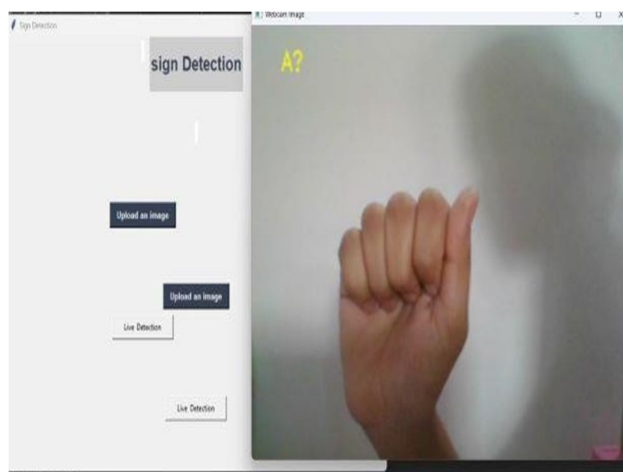 Sign Detection
sign Detection
Upload an image
Upload an image
Live Detection
Live Detection
Webcam Image
A?